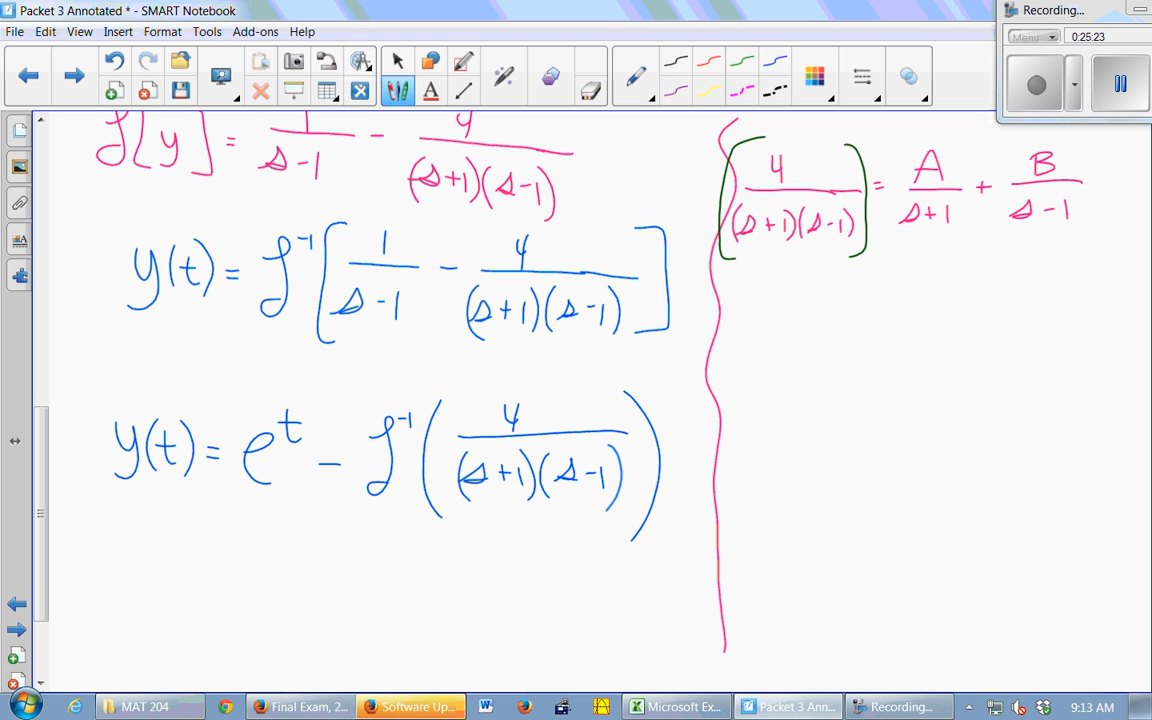 Packet 3 Annotated * - SMART Notebook
Recording...
File Edit View Insert Format Tools Add-ons Help
Menu
0:25:23
A
ℒ[y] = 1/(s-1) - 4/((s+1)(s-1))
[4/((s+1)(s-1))] = A/(s+1) + B/(s-1)
y(t) = ℒ⁻¹[1/(s-1) - 4/((s+1)(s-1))]
y(t) = e^t - ℒ⁻¹(4/((s+1)(s-1)))
MAT 204
Final Exam, 2...
Software Up...
Microsoft Ex...
Packet 3 Ann...
Recording...
9:13 AM